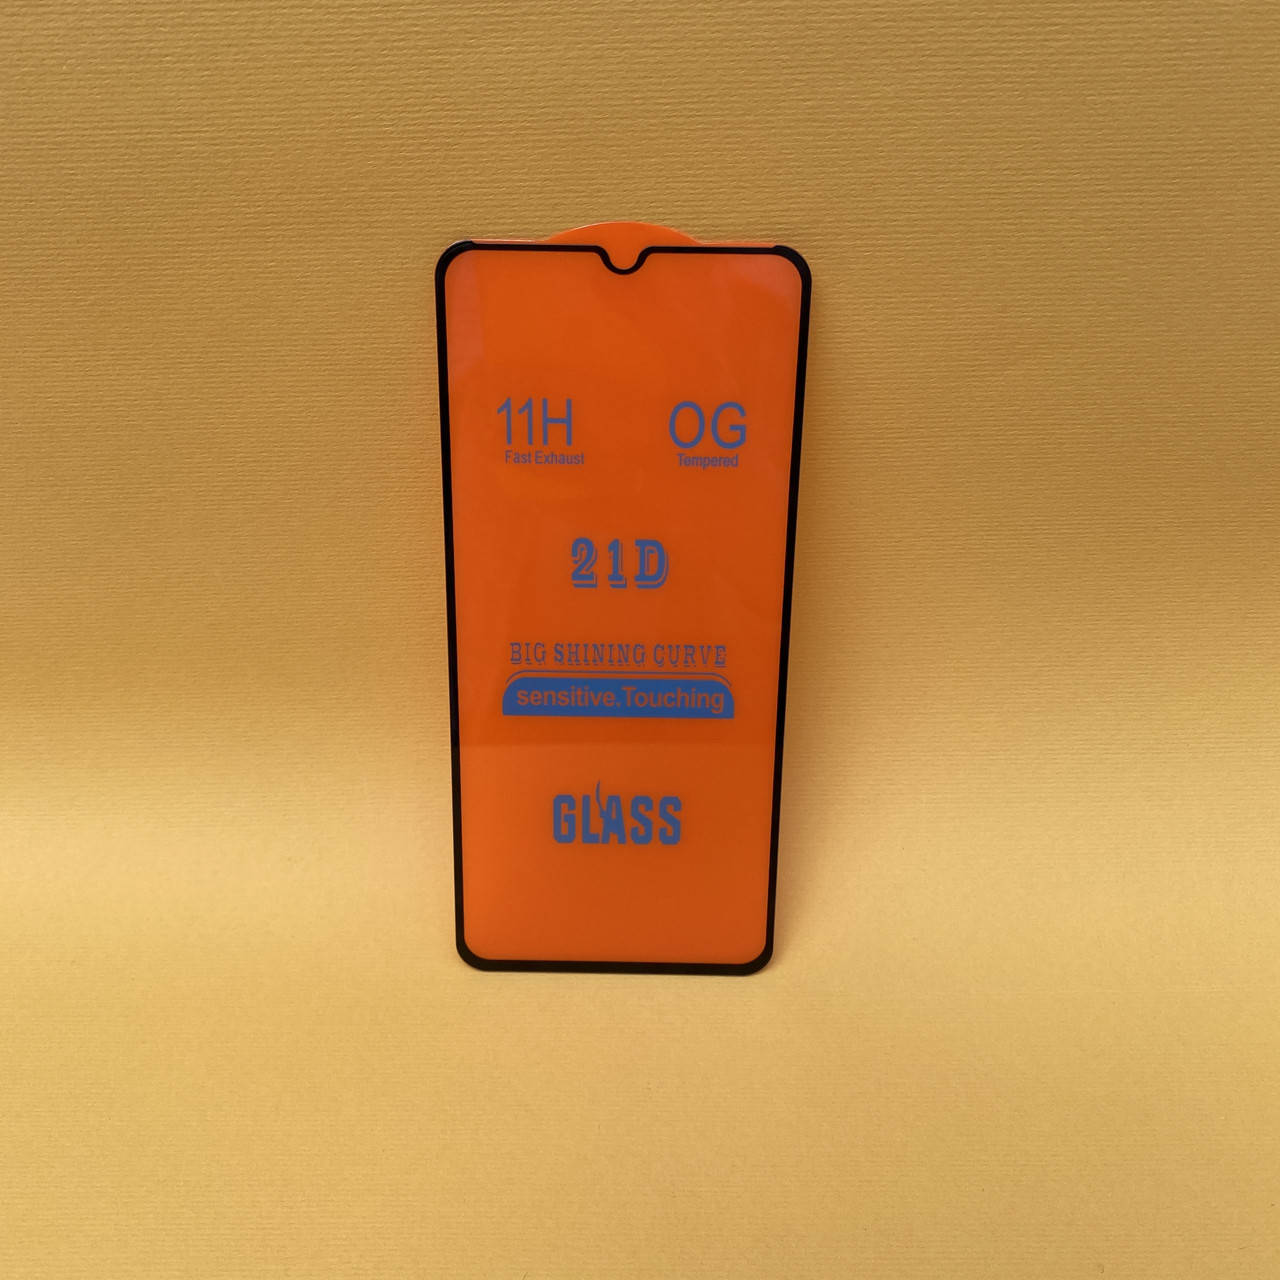 11H OG
Fast Exhaust Tempered
21D
BIG SHINING CURVE
sensitive.Touching
GLASS